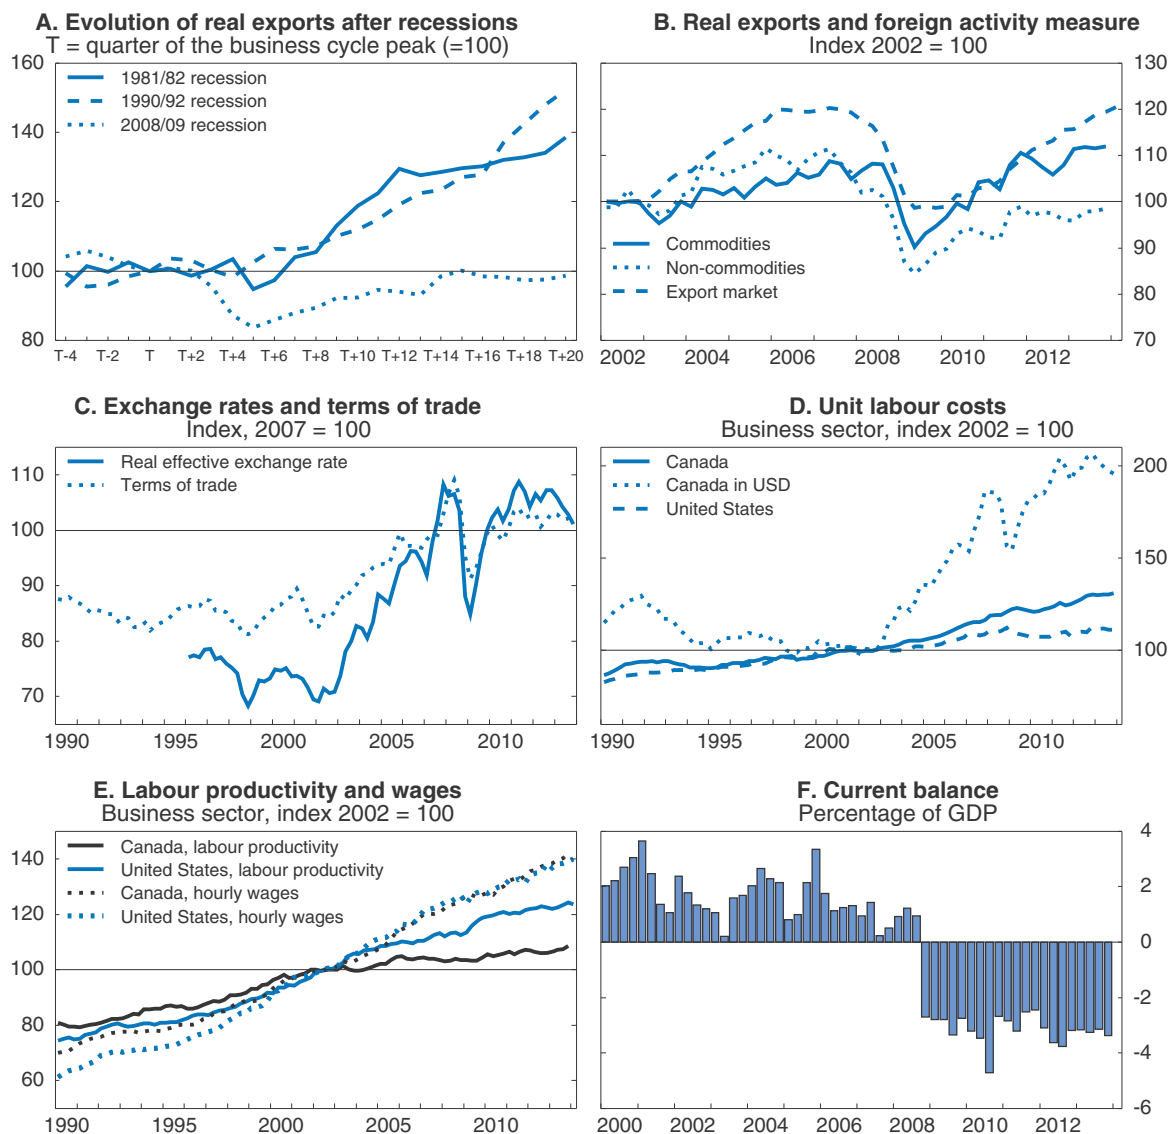 A. Evolution of real exports after recessions
T = quarter of the business cycle peak (=100)
160
140
120
100
80
1981/82 recession
1990/92 recession
2008/09 recession
T-4 T-2 T T+2 T+4 T+6 T+8 T+10 T+12 T+14 T+16 T+18 T+20
B. Real exports and foreign activity measure
Index 2002 = 100
130
120
110
100
90
80
70
Commodities
Non-commodities
Export market
2002 2004 2006 2008 2010 2012
C. Exchange rates and terms of trade
Index, 2007 = 100
Real effective exchange rate
Terms of trade
110
100
90
80
70
1990 1995 2000 2005 2010
D. Unit labour costs
Business sector, index 2002 = 100
Canada
Canada in USD
United States
200
150
100
1990 1995 2000 2005 2010
E. Labour productivity and wages
Business sector, index 2002 = 100
Canada, labour productivity
United States, labour productivity
Canada, hourly wages
United States, hourly wages
140
120
100
80
60
1990 1995 2000 2005 2010
F. Current balance
Percentage of GDP
4
2
0
-2
-4
-6
2000 2002 2004 2006 2008 2010 2012